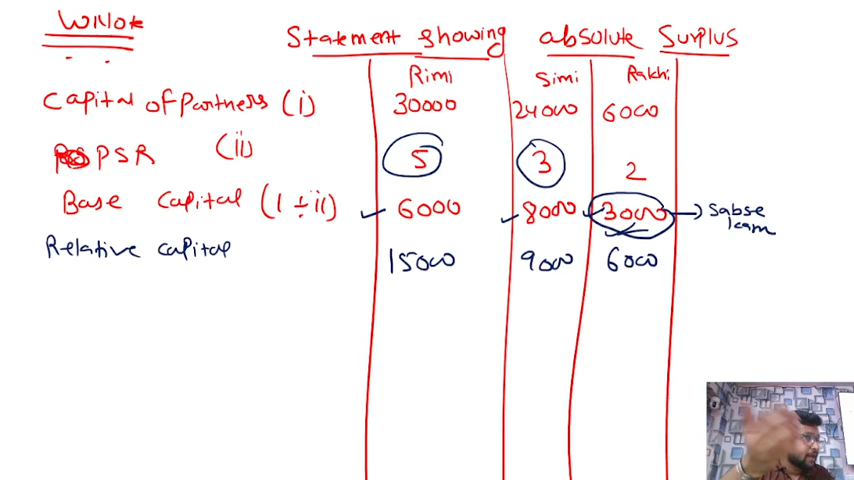 W.Note
Statement showing absolute Surplus
Rimi Simi Rakhi
Capital of Partners (i) 30000 24000 6000
PSR (ii) 5 3 2
Base Capital (I ÷ ii) 6000 8000 3000 Sabse kam
Relative capital 15000 9000 6000